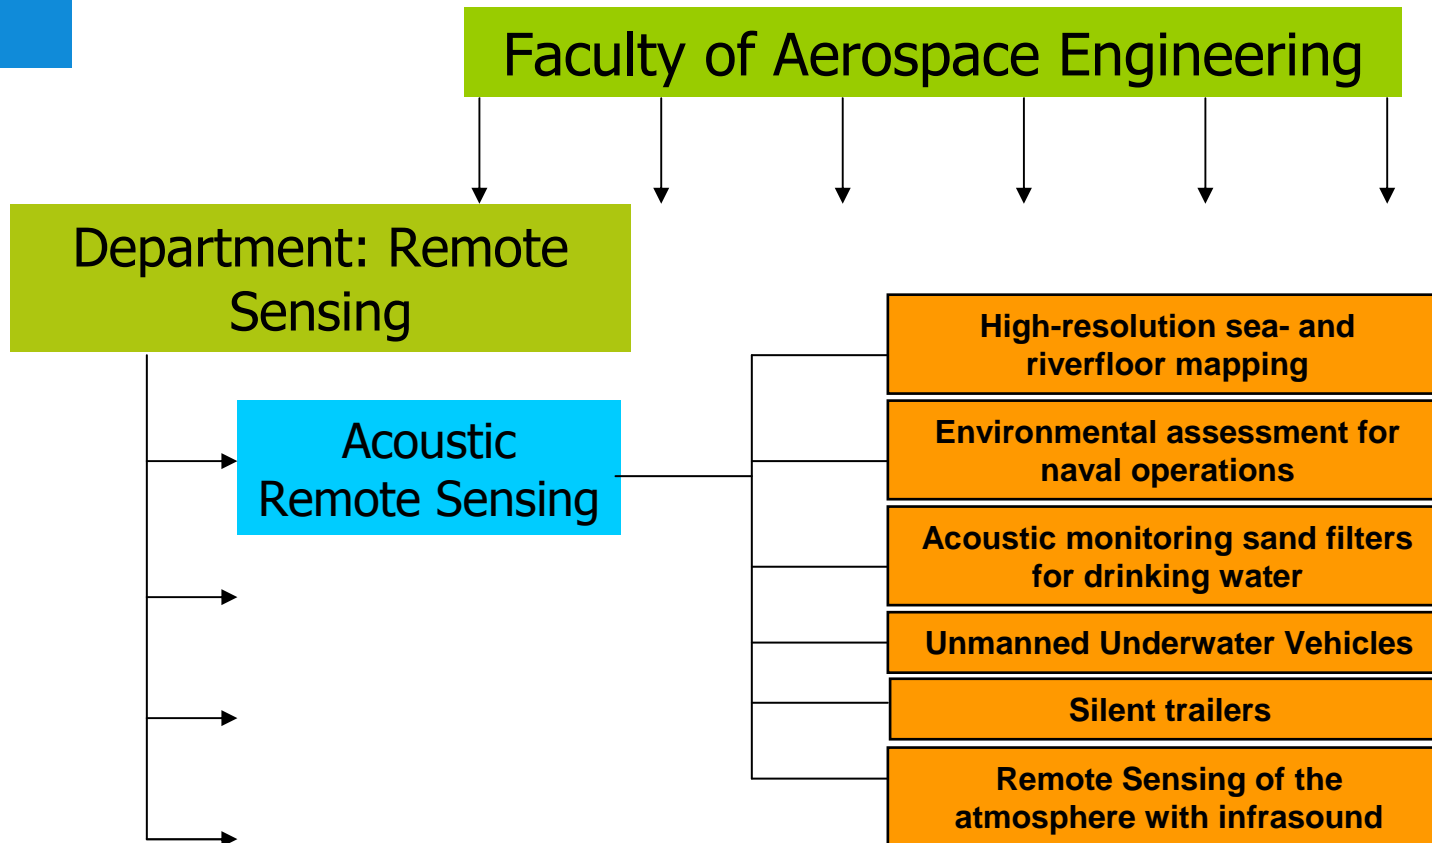 Faculty of Aerospace Engineering
Department: Remote
Sensing
Acoustic
Remote Sensing
High-resolution sea- and
riverfloor mapping
Environmental assessment for
naval operations
Acoustic monitoring sand filters
for drinking water
Unmanned Underwater Vehicles
Silent trailers
Remote Sensing of the
atmosphere with infrasound